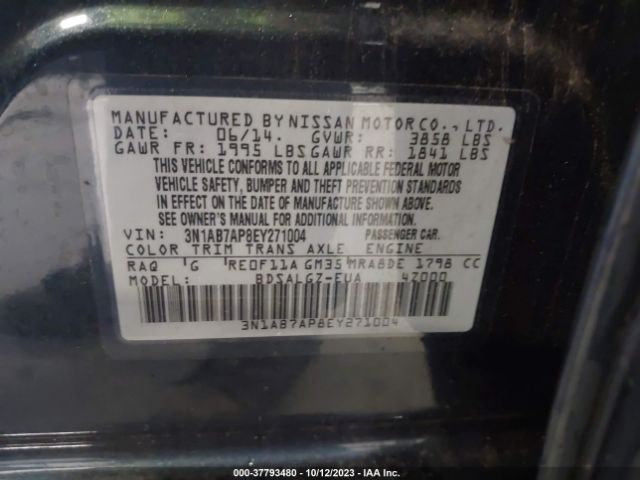 MANUFACTURED BY NISSAN MOTOR CO., LTD.
DATE: 06/14. GVWR: 3858 LBS
GAWR FR: 1995 LBS GAWR RR: 1841 LBS
THIS VEHICLE CONFORMS TO ALL APPLICABLE FEDERAL MOTOR
VEHICLE SAFETY, BUMPER AND THEFT PREVENTION STANDARDS
IN EFFECT ON THE DATE OF MANUFACTURE SHOWN ABOVE.
SEE OWNER'S MANUAL FOR ADDITIONAL INFORMATION.
VIN: 3N1AB7AP8EY271004 PASSENGER CAR.
COLOR TRIM TRANS AXLE ENGINE
RAQ 'G 'RE0F11A GM35 'MRA8DE 1798 CC
MODEL: BDSALGZ-EUA 4Z000
3N1AB7AP8EY271004
000-37793480 - 10/12/2023 - IAA Inc.